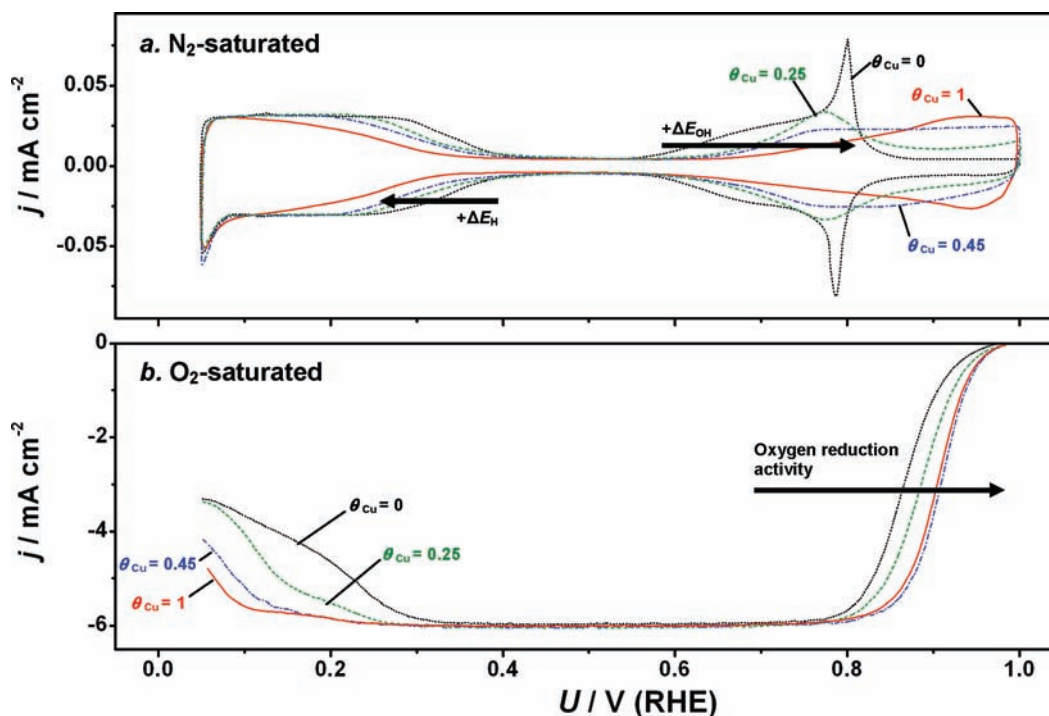 a. N₂-saturated
θCu = 0
θCu = 0.25
θCu = 1
+ΔE_OH
+ΔE_H
θCu = 0.45
j / mA cm⁻²
0.05
0.00
-0.05
b. O₂-saturated
Oxygen reduction
activity
θCu = 0
θCu = 0.45
θCu = 0.25
θCu = 1
j / mA cm⁻²
0
-2
-4
-6
0.0 0.2 0.4 0.6 0.8 1.0
U / V (RHE)